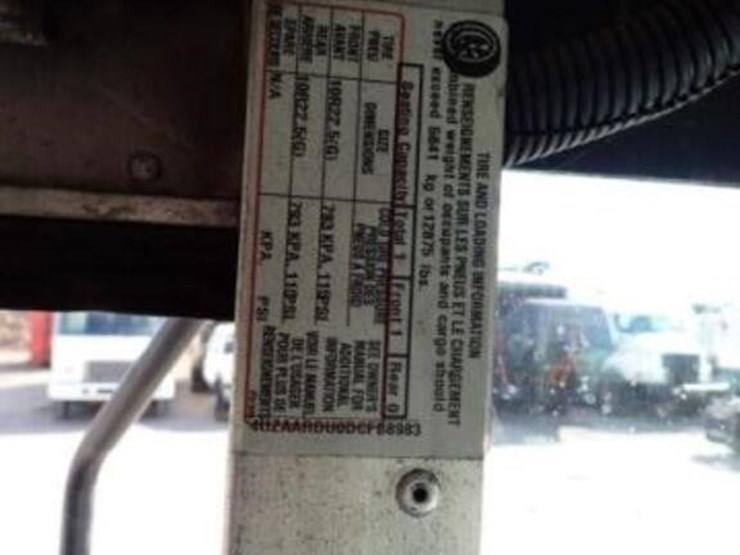 TIRE AND LOADING INFORMATION
RENSEIGNEMENTS SUR LES PNEUS ET LE CHARGEMENT
combined weight of occupants and cargo should
never exceed 5841 kg or 12875 lbs.
Seating Capacity Total 1 Front 1 Rear 0
TIRE
PNEU
SIZE
DIMENSIONS
COLD TIRE PRESSURE
PRESSION DES
PNEUS A FROID
SEE OWNER'S
MANUAL FOR
ADDITIONAL
INFORMATION
VOIR LE MANUEL
DE L'USAGER
POUR PLUS DE
RENSEIGNEMENTS
FRONT
AVANT
10R22.5(G)
793 KPA, 115PSI
REAR
ARRIERE
10R22.5(G)
793 KPA, 115PSI
SPARE
DE SECOURS
N/A
KPA, PSI
4UZAARDU0DCFB8983